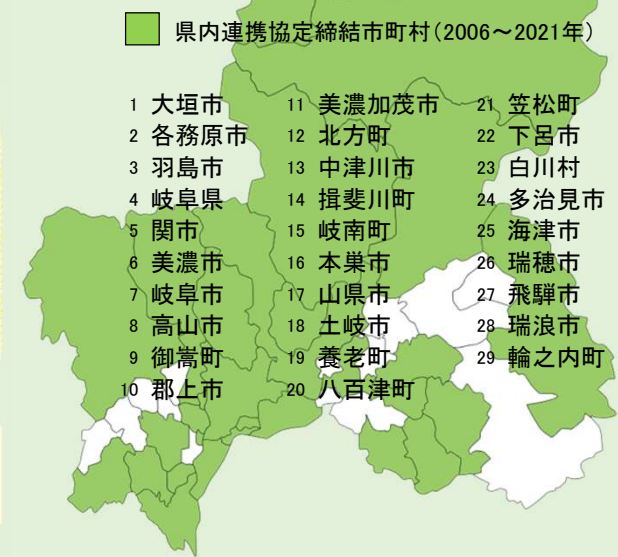 県内連携協定締結市町村(2006～2021年)
1 大垣市
2 各務原市
3 羽島市
4 岐阜県
5 関市
6 美濃市
7 岐阜市
8 高山市
9 御嵩町
10 郡上市
11 美濃加茂市
12 北方町
13 中津川市
14 揖斐川町
15 岐南町
16 本巣市
17 山県市
18 土岐市
19 養老町
20 八百津町
21 笠松町
22 下呂市
23 白川村
24 多治見市
25 海津市
26 瑞穂市
27 飛騨市
28 瑞浪市
29 輪之内町